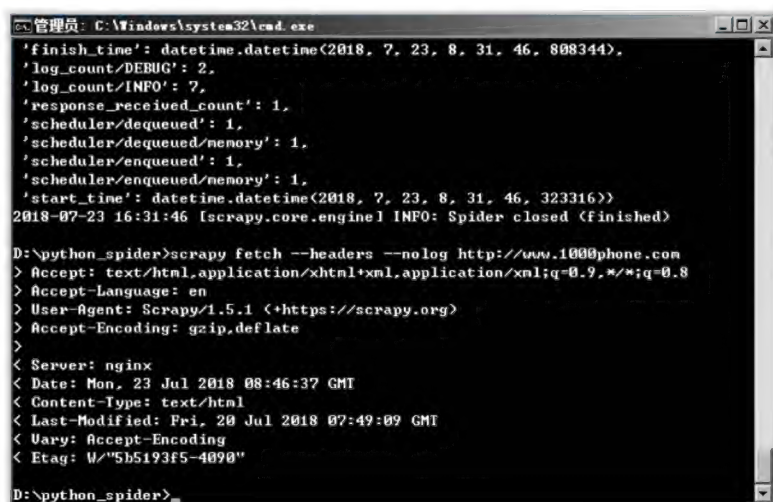 管理员: C:\Windows\system32\cmd.exe
'finish_time': datetime.datetime(2018, 7, 23, 8, 31, 46, 808344),
'log_count/DEBUG': 2,
'log_count/INFO': 7,
'response_received_count': 1,
'scheduler/dequeued': 1,
'scheduler/dequeued/memory': 1,
'scheduler/enqueued': 1,
'scheduler/enqueued/memory': 1,
'start_time': datetime.datetime(2018, 7, 23, 8, 31, 46, 323316)}
2018-07-23 16:31:46 [scrapy.core.engine] INFO: Spider closed (finished)
D:\python_spider>scrapy fetch --headers --nolog http://www.1000phone.com
> Accept: text/html,application/xhtml+xml,application/xml;q=0.9,*/*;q=0.8
> Accept-Language: en
> User-Agent: Scrapy/1.5.1 (+https://scrapy.org)
> Accept-Encoding: gzip,deflate
>
< Server: nginx
< Date: Mon, 23 Jul 2018 08:46:37 GMT
< Content-Type: text/html
< Last-Modified: Fri, 20 Jul 2018 07:49:09 GMT
< Vary: Accept-Encoding
< Etag: W/"5b5193f5-4090"
D:\python_spider>_